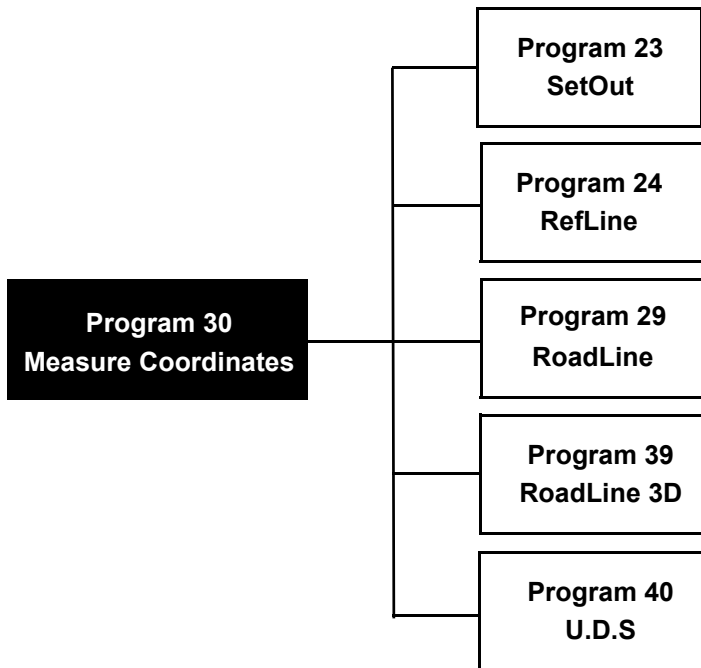 Program 23
SetOut
Program 24
RefLine
Program 30
Measure Coordinates
Program 29
RoadLine
Program 39
RoadLine 3D
Program 40
U.D.S